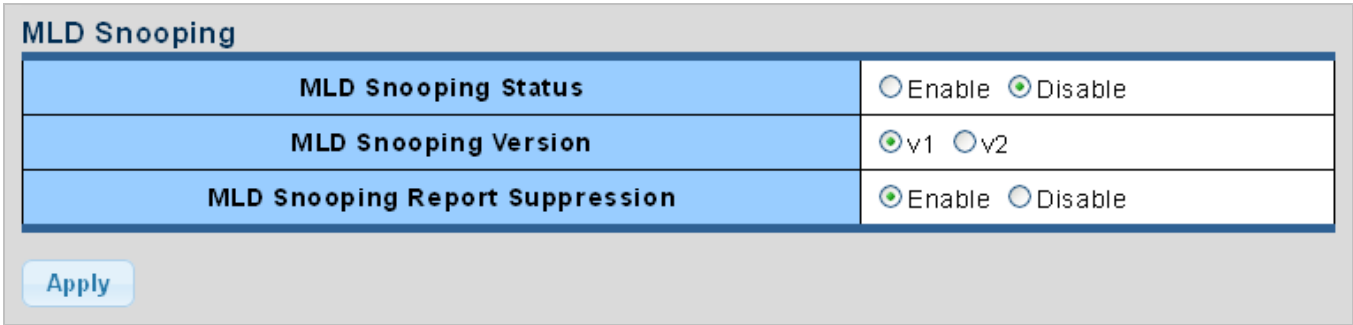 MLD Snooping
MLD Snooping Status Enable Disable
MLD Snooping Version v1 v2
MLD Snooping Report Suppression Enable Disable
Apply